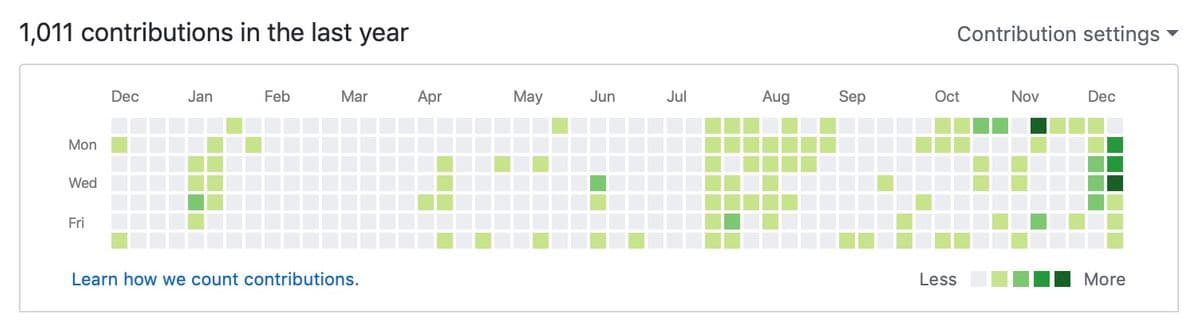 1,011 contributions in the last year
Contribution settings
Dec Jan Feb Mar Apr May Jun Jul Aug Sep Oct Nov Dec
Mon
Wed
Fri
Learn how we count contributions.
Less More